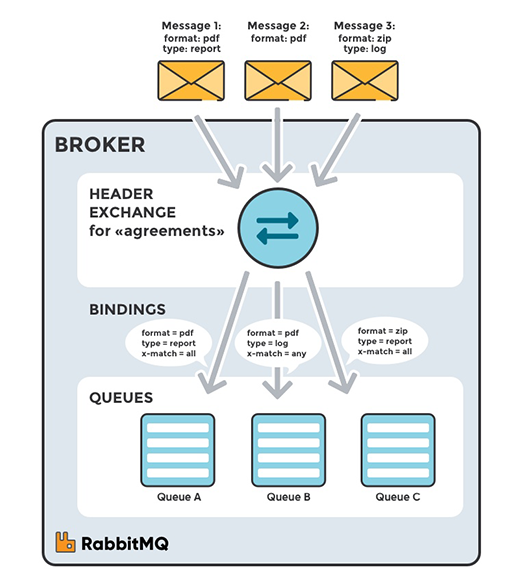 Message 1:
format: pdf
type: report
Message 2:
format: pdf
Message 3:
format: zip
type: log
BROKER
HEADER
EXCHANGE
for «agreements»
BINDINGS
format = pdf
type = report
x-match = all
format = pdf
type = log
x-match = any
format = zip
type = report
x-match = all
QUEUES
Queue A
Queue B
Queue C
RabbitMQ